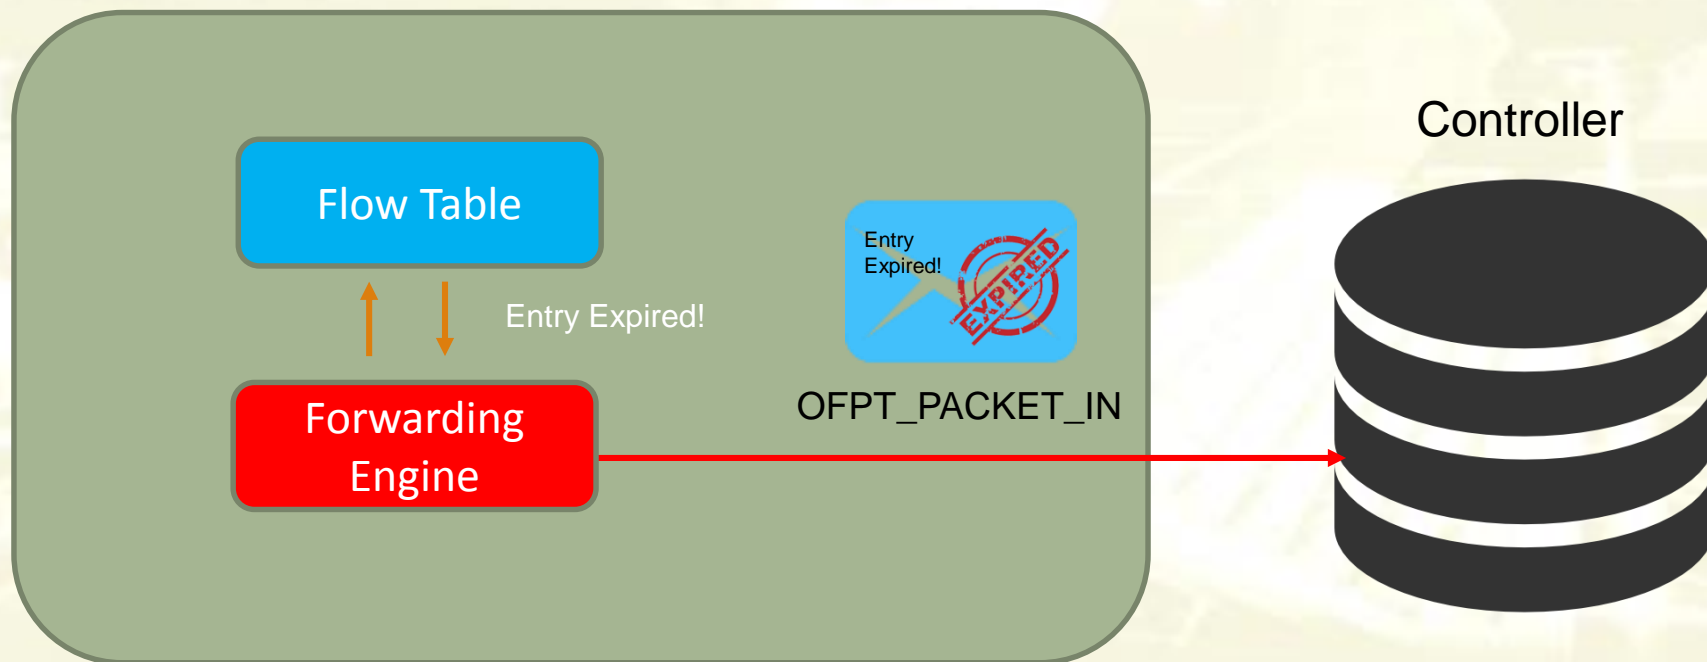 Controller
Flow Table
Entry
Expired!
EXPIRED
Entry Expired!
OFPT_PACKET_IN
Forwarding
Engine